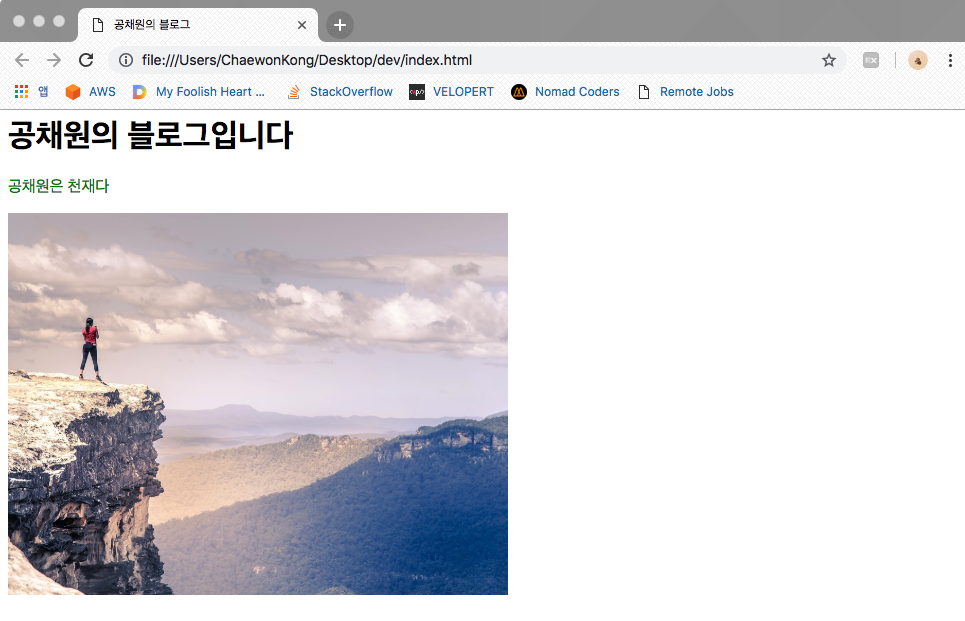 공채원의 블로그
file:///Users/ChaewonKong/Desktop/dev/index.html
앱 AWS My Foolish Heart ... StackOverflow VELOPERT Nomad Coders Remote Jobs
공채원의 블로그입니다
공채원은 천재다